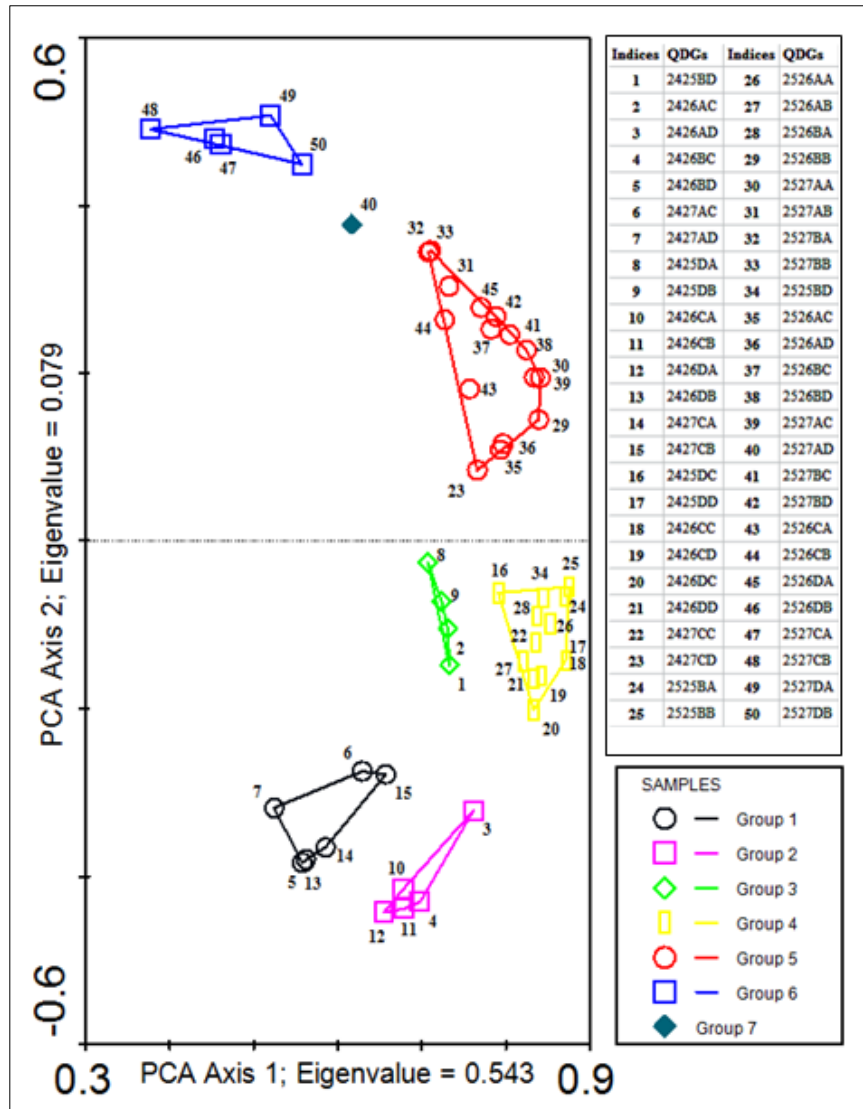 0.6
PCA Axis 2; Eigenvalue = 0.079
-0.6
0.3
PCA Axis 1; Eigenvalue = 0.543
0.9
48
49
46
47
50
40
32
33
31
45
42
44
37
41
38
30
39
43
29
36
35
23
8
9
2
1
16
34
25
28
24
26
22
17
27
18
21
19
20
6
7
15
14
5
13
3
10
12
11
4
Indices QDGs Indices QDGs
1 2425BD 26 2526AA
2 2426AC 27 2526AB
3 2426AD 28 2526BA
4 2426BC 29 2526BB
5 2426BD 30 2527AA
6 2427AC 31 2527AB
7 2427AD 32 2527BA
8 2425DA 33 2527BB
9 2425DB 34 2525BD
10 2426CA 35 2526AC
11 2426CB 36 2526AD
12 2426DA 37 2526BC
13 2426DB 38 2526BD
14 2427CA 39 2527AC
15 2427CB 40 2527AD
16 2425DC 41 2527BC
17 2425DD 42 2527BD
18 2426CC 43 2526CA
19 2426CD 44 2526CB
20 2426DC 45 2526DA
21 2426DD 46 2526DB
22 2427CC 47 2527CA
23 2427CD 48 2527CB
24 2525BA 49 2527DA
25 2525BB 50 2527DB
SAMPLES
Group 1
Group 2
Group 3
Group 4
Group 5
Group 6
Group 7